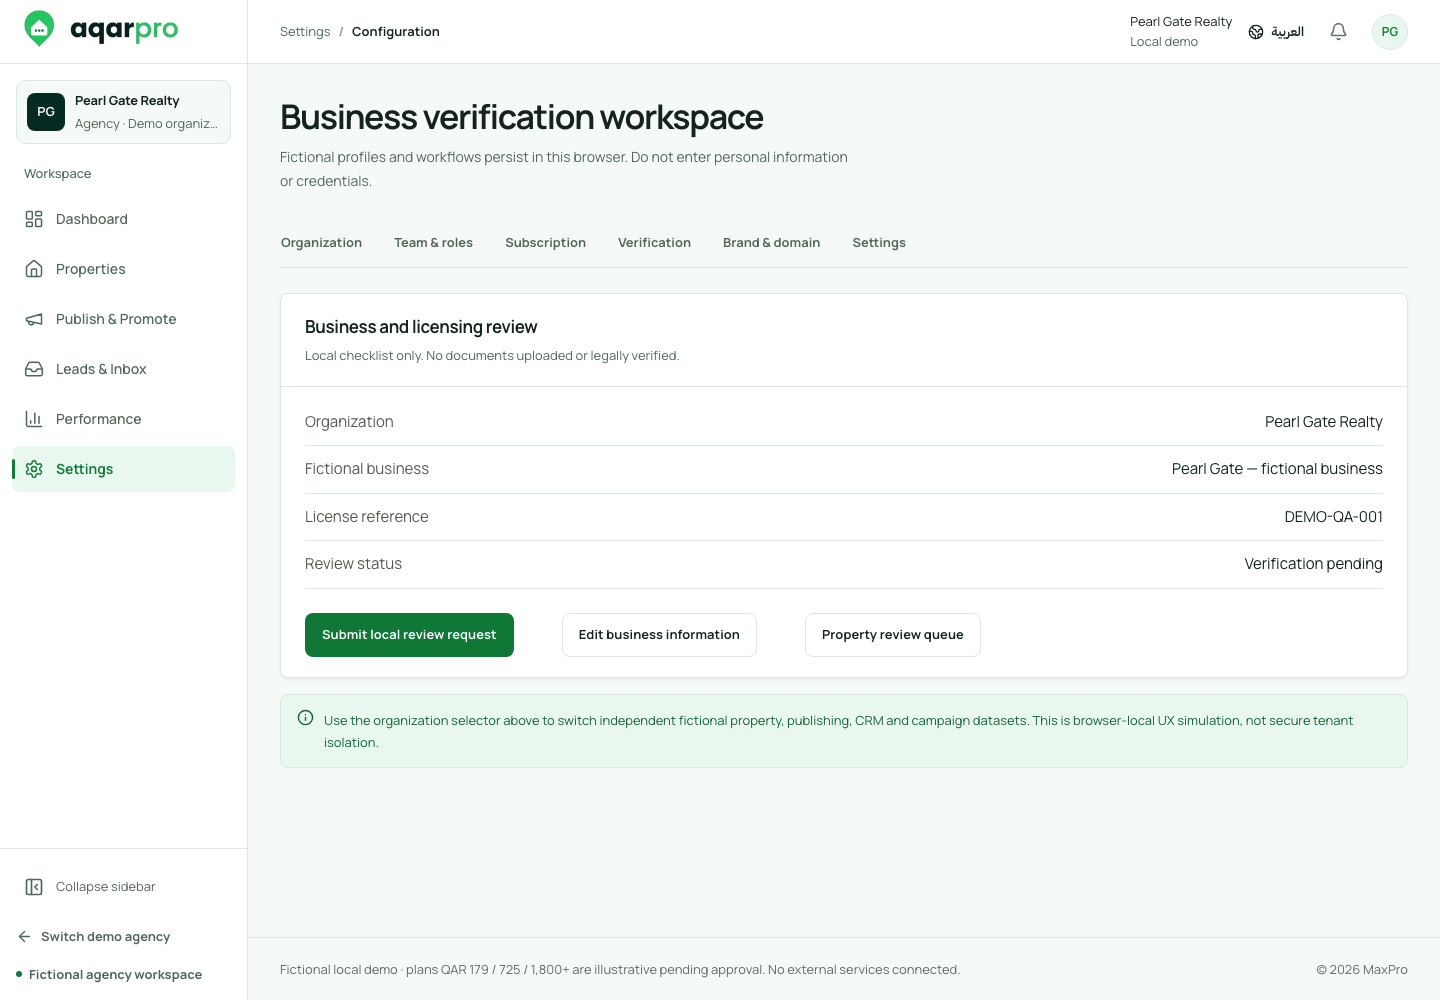 aqarpro
Settings / Configuration
Pearl Gate Realty
Local demo
العربية
PG
PG
Pearl Gate Realty
Agency · Demo organiz...
Workspace
Dashboard
Properties
Publish & Promote
Leads & Inbox
Performance
Settings
Collapse sidebar
Switch demo agency
Fictional agency workspace
Business verification workspace
Fictional profiles and workflows persist in this browser. Do not enter personal information
or credentials.
Organization Team & roles Subscription Verification Brand & domain Settings
Business and licensing review
Local checklist only. No documents uploaded or legally verified.
Organization Pearl Gate Realty
Fictional business Pearl Gate — fictional business
License reference DEMO-QA-001
Review status Verification pending
Submit local review request Edit business information Property review queue
Use the organization selector above to switch independent fictional property, publishing, CRM and campaign datasets. This is browser-local UX simulation, not secure tenant
isolation.
Fictional local demo · plans QAR 179 / 725 / 1,800+ are illustrative pending approval. No external services connected.
© 2026 MaxPro